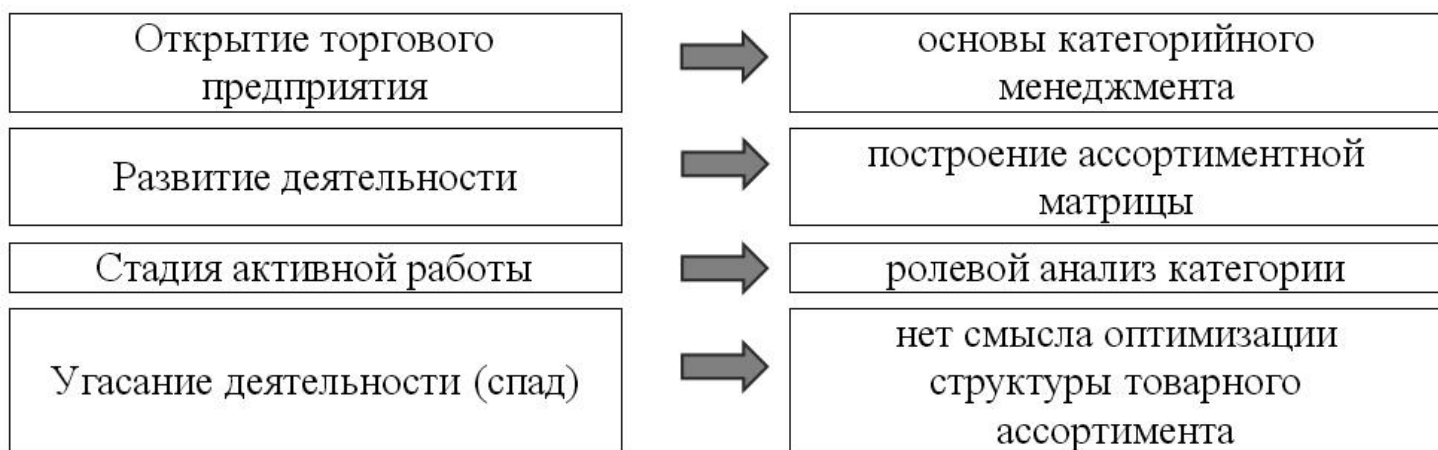 Открытие торгового
предприятия
основы категорийного
менеджмента
Развитие деятельности
построение ассортиментной
матрицы
Стадия активной работы
ролевой анализ категории
Угасание деятельности (спад)
нет смысла оптимизации
структуры товарного
ассортимента